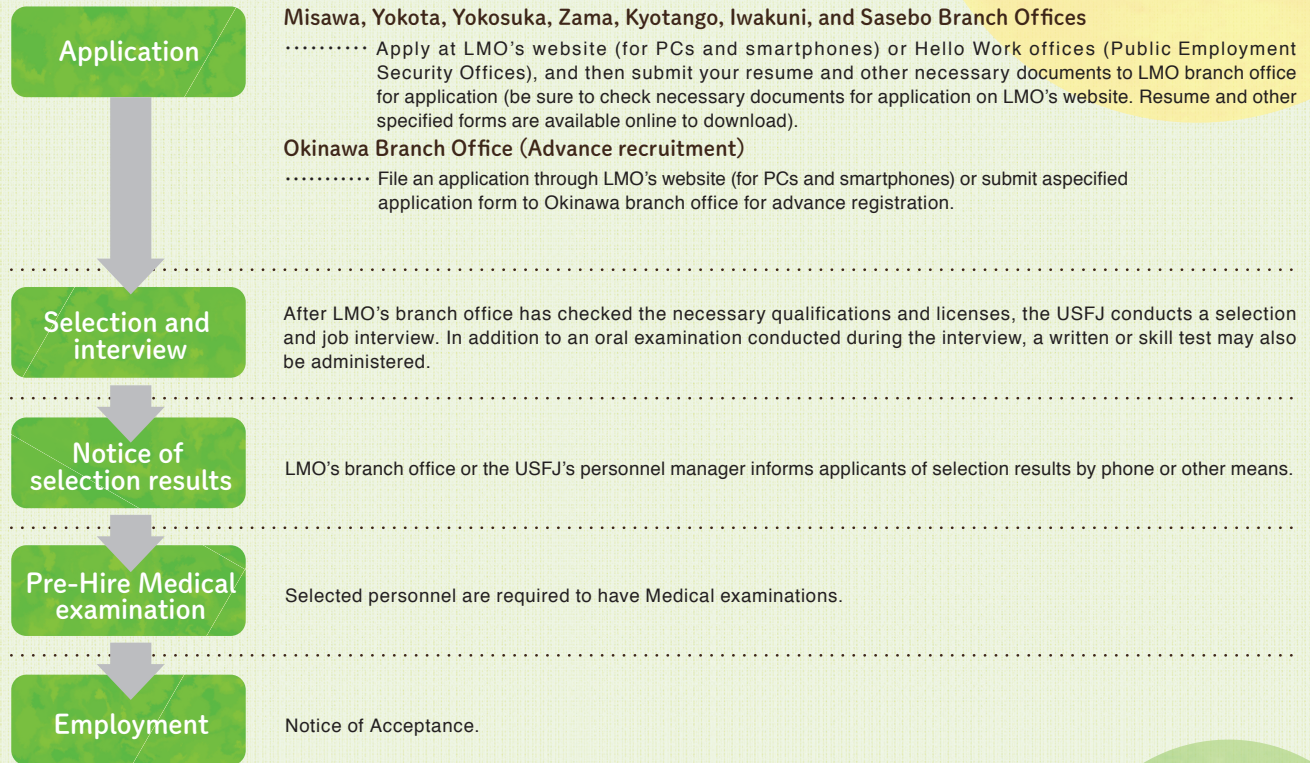 Application
Misawa, Yokota, Yokosuka, Zama, Kyotango, Iwakuni, and Sasebo Branch Offices
·········· Apply at LMO's website (for PCs and smartphones) or Hello Work offices (Public Employment
Security Offices), and then submit your resume and other necessary documents to LMO branch office
for application (be sure to check necessary documents for application on LMO's website. Resume and other
specified forms are available online to download).
Okinawa Branch Office (Advance recruitment)
··········· File an application through LMO's website (for PCs and smartphones) or submit aspecified
application form to Okinawa branch office for advance registration.
Selection and
interview
After LMO's branch office has checked the necessary qualifications and licenses, the USFJ conducts a selection
and job interview. In addition to an oral examination conducted during the interview, a written or skill test may also
be administered.
Notice of
selection results
LMO's branch office or the USFJ's personnel manager informs applicants of selection results by phone or other means.
Pre-Hire Medical
examination
Selected personnel are required to have Medical examinations.
Employment
Notice of Acceptance.